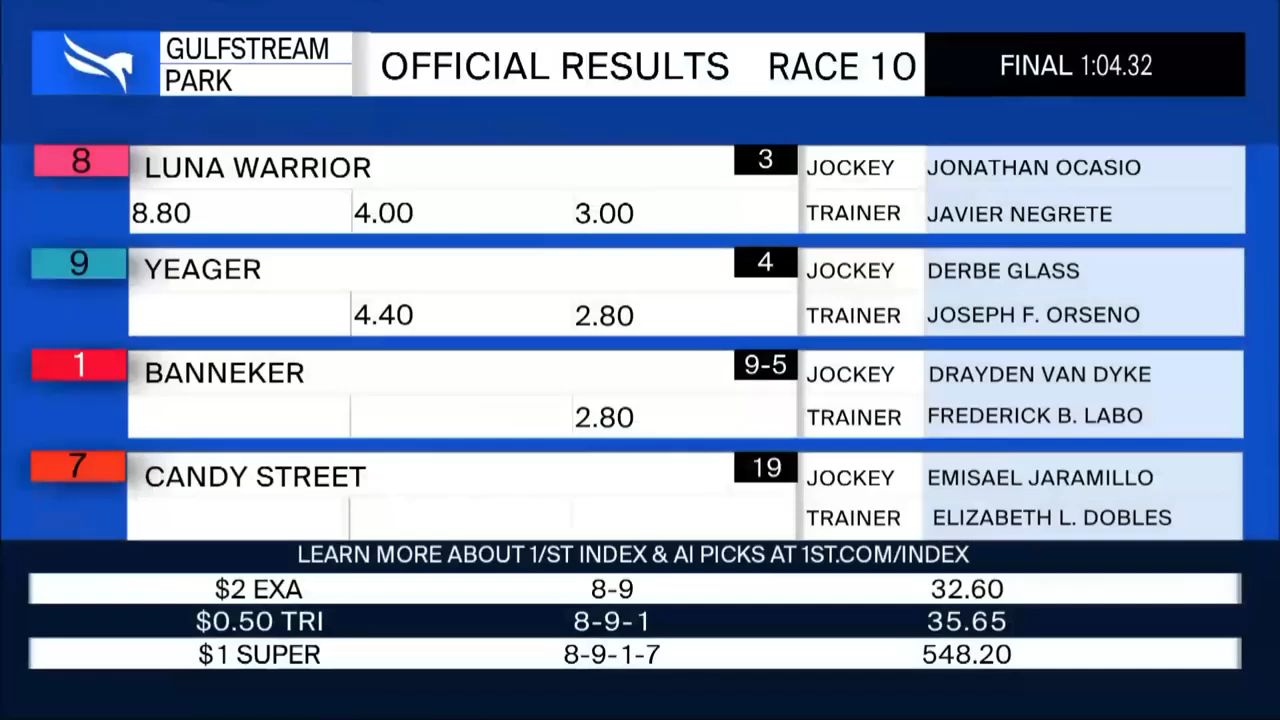 GULFSTREAM
PARK
OFFICIAL RESULTS RACE 10
FINAL 1:04.32
8 LUNA WARRIOR 3 JOCKEY JONATHAN OCASIO
8.80 4.00 3.00 TRAINER JAVIER NEGRETE
9 YEAGER 4 JOCKEY DERBE GLASS
4.40 2.80 TRAINER JOSEPH F. ORSENO
1 BANNEKER 9-5 JOCKEY DRAYDEN VAN DYKE
2.80 TRAINER FREDERICK B. LABO
7 CANDY STREET 19 JOCKEY EMISAEL JARAMILLO
TRAINER ELIZABETH L. DOBLES
LEARN MORE ABOUT 1/ST INDEX & AI PICKS AT 1ST.COM/INDEX
$2 EXA 8-9 32.60
$0.50 TRI 8-9-1 35.65
$1 SUPER 8-9-1-7 548.20